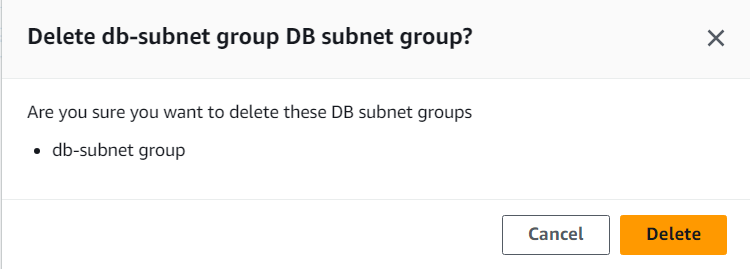 Delete db-subnet group DB subnet group?
Are you sure you want to delete these DB subnet groups
• db-subnet group
Cancel
Delete